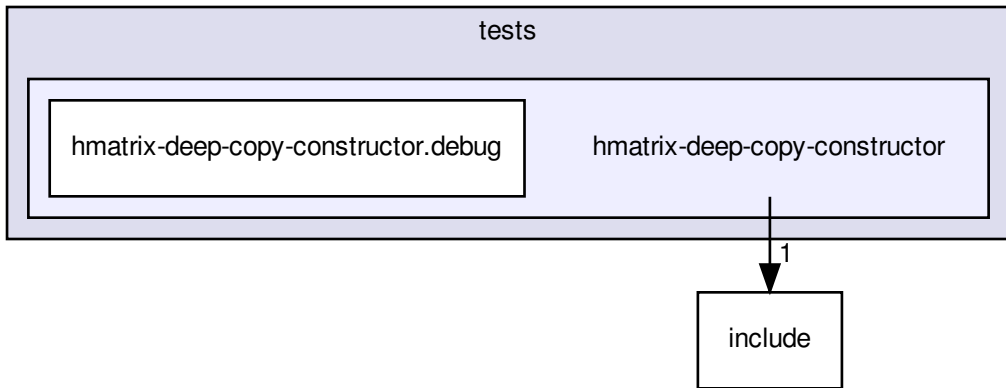 tests
hmatrix-deep-copy-constructor.debug
hmatrix-deep-copy-constructor
1
include